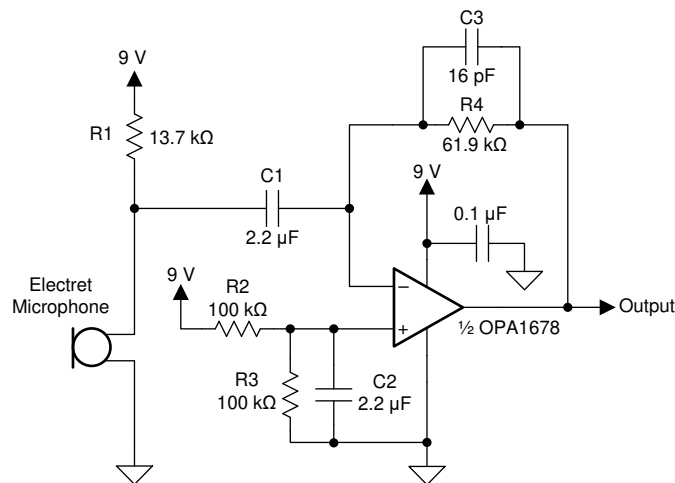 C3
16 pF
R4
61.9 kΩ
9 V
R1
13.7 kΩ
C1
2.2 µF
9 V
0.1 µF
Electret
Microphone
9 V
R2
100 kΩ
–
+
½ OPA1678
Output
R3
100 kΩ
C2
2.2 µF